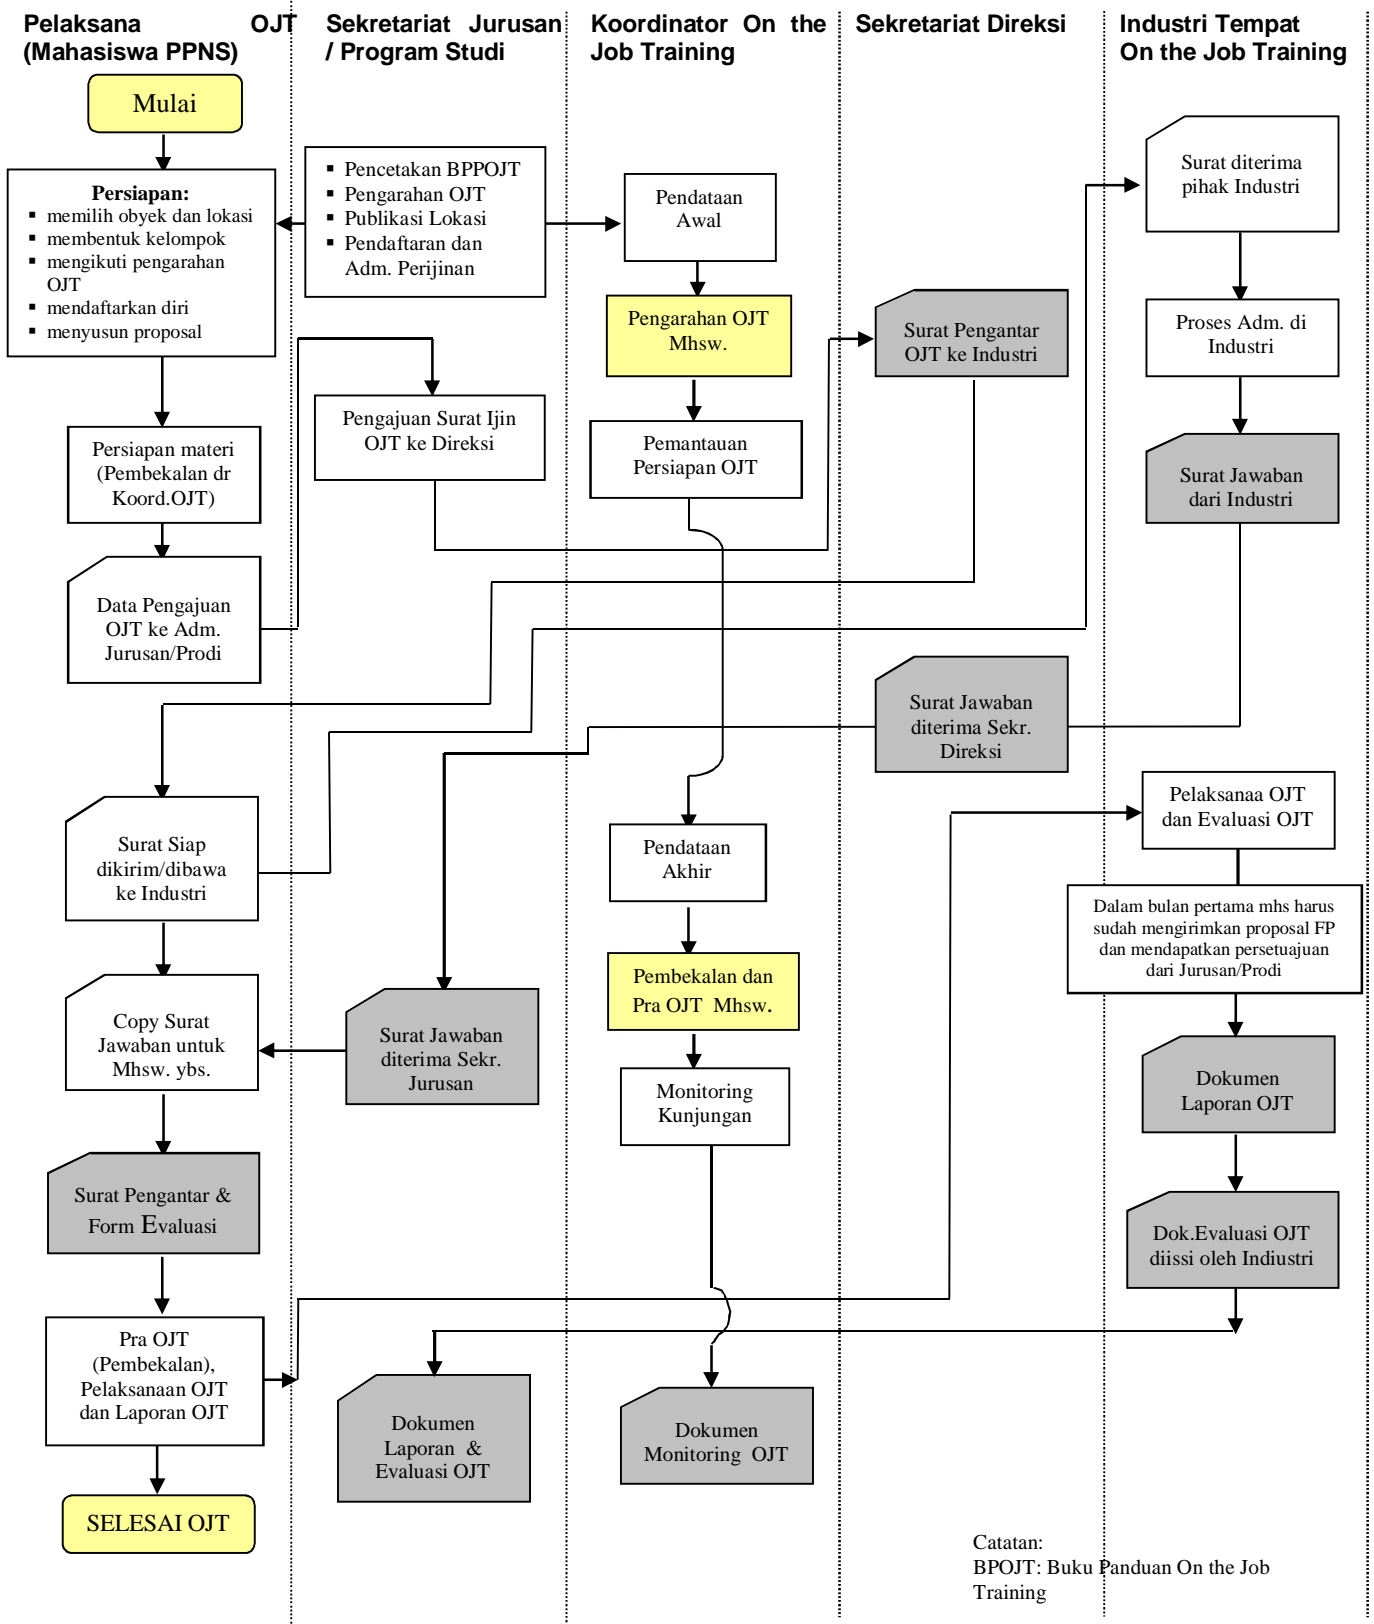 Pelaksana OJT
(Mahasiswa PPNS)
Sekretariat Jurusan
/ Program Studi
Koordinator On the
Job Training
Sekretariat Direksi
Industri Tempat
On the Job Training
Mulai
Persiapan:
▪ memilih obyek dan lokasi
▪ membentuk kelompok
▪ mengikuti pengarahan
OJT
▪ mendaftarkan diri
▪ menyusun proposal
Persiapan materi
(Pembekalan dr
Koord.OJT)
Data Pengajuan
OJT ke Adm.
Jurusan/Prodi
Surat Siap
dikirim/dibawa
ke Industri
Copy Surat
Jawaban untuk
Mhsw. ybs.
Surat Pengantar &
Form Evaluasi
Pra OJT
(Pembekalan),
Pelaksanaan OJT
dan Laporan OJT
SELESAI OJT
▪ Pencetakan BPPOJT
▪ Pengarahan OJT
▪ Publikasi Lokasi
▪ Pendaftaran dan
Adm. Perijinan
Pengajuan Surat Ijin
OJT ke Direksi
Surat Jawaban
diterima Sekr.
Jurusan
Dokumen
Laporan &
Evaluasi OJT
Pendataan
Awal
Pengarahan OJT
Mhsw.
Pemantauan
Persiapan OJT
Pendataan
Akhir
Pembekalan dan
Pra OJT Mhsw.
Monitoring
Kunjungan
Dokumen
Monitoring OJT
Surat Pengantar
OJT ke Industri
Surat Jawaban
diterima Sekr.
Direksi
Surat diterima
pihak Industri
Proses Adm. di
Industri
Surat Jawaban
dari Industri
Pelaksanaa OJT
dan Evaluasi OJT
Dalam bulan pertama mhs harus
sudah mengirimkan proposal FP
dan mendapatkan persetuajuan
dari Jurusan/Prodi
Dokumen
Laporan OJT
Dok.Evaluasi OJT
diissi oleh Indiustri
Catatan:
BPOJT: Buku Panduan On the Job
Training